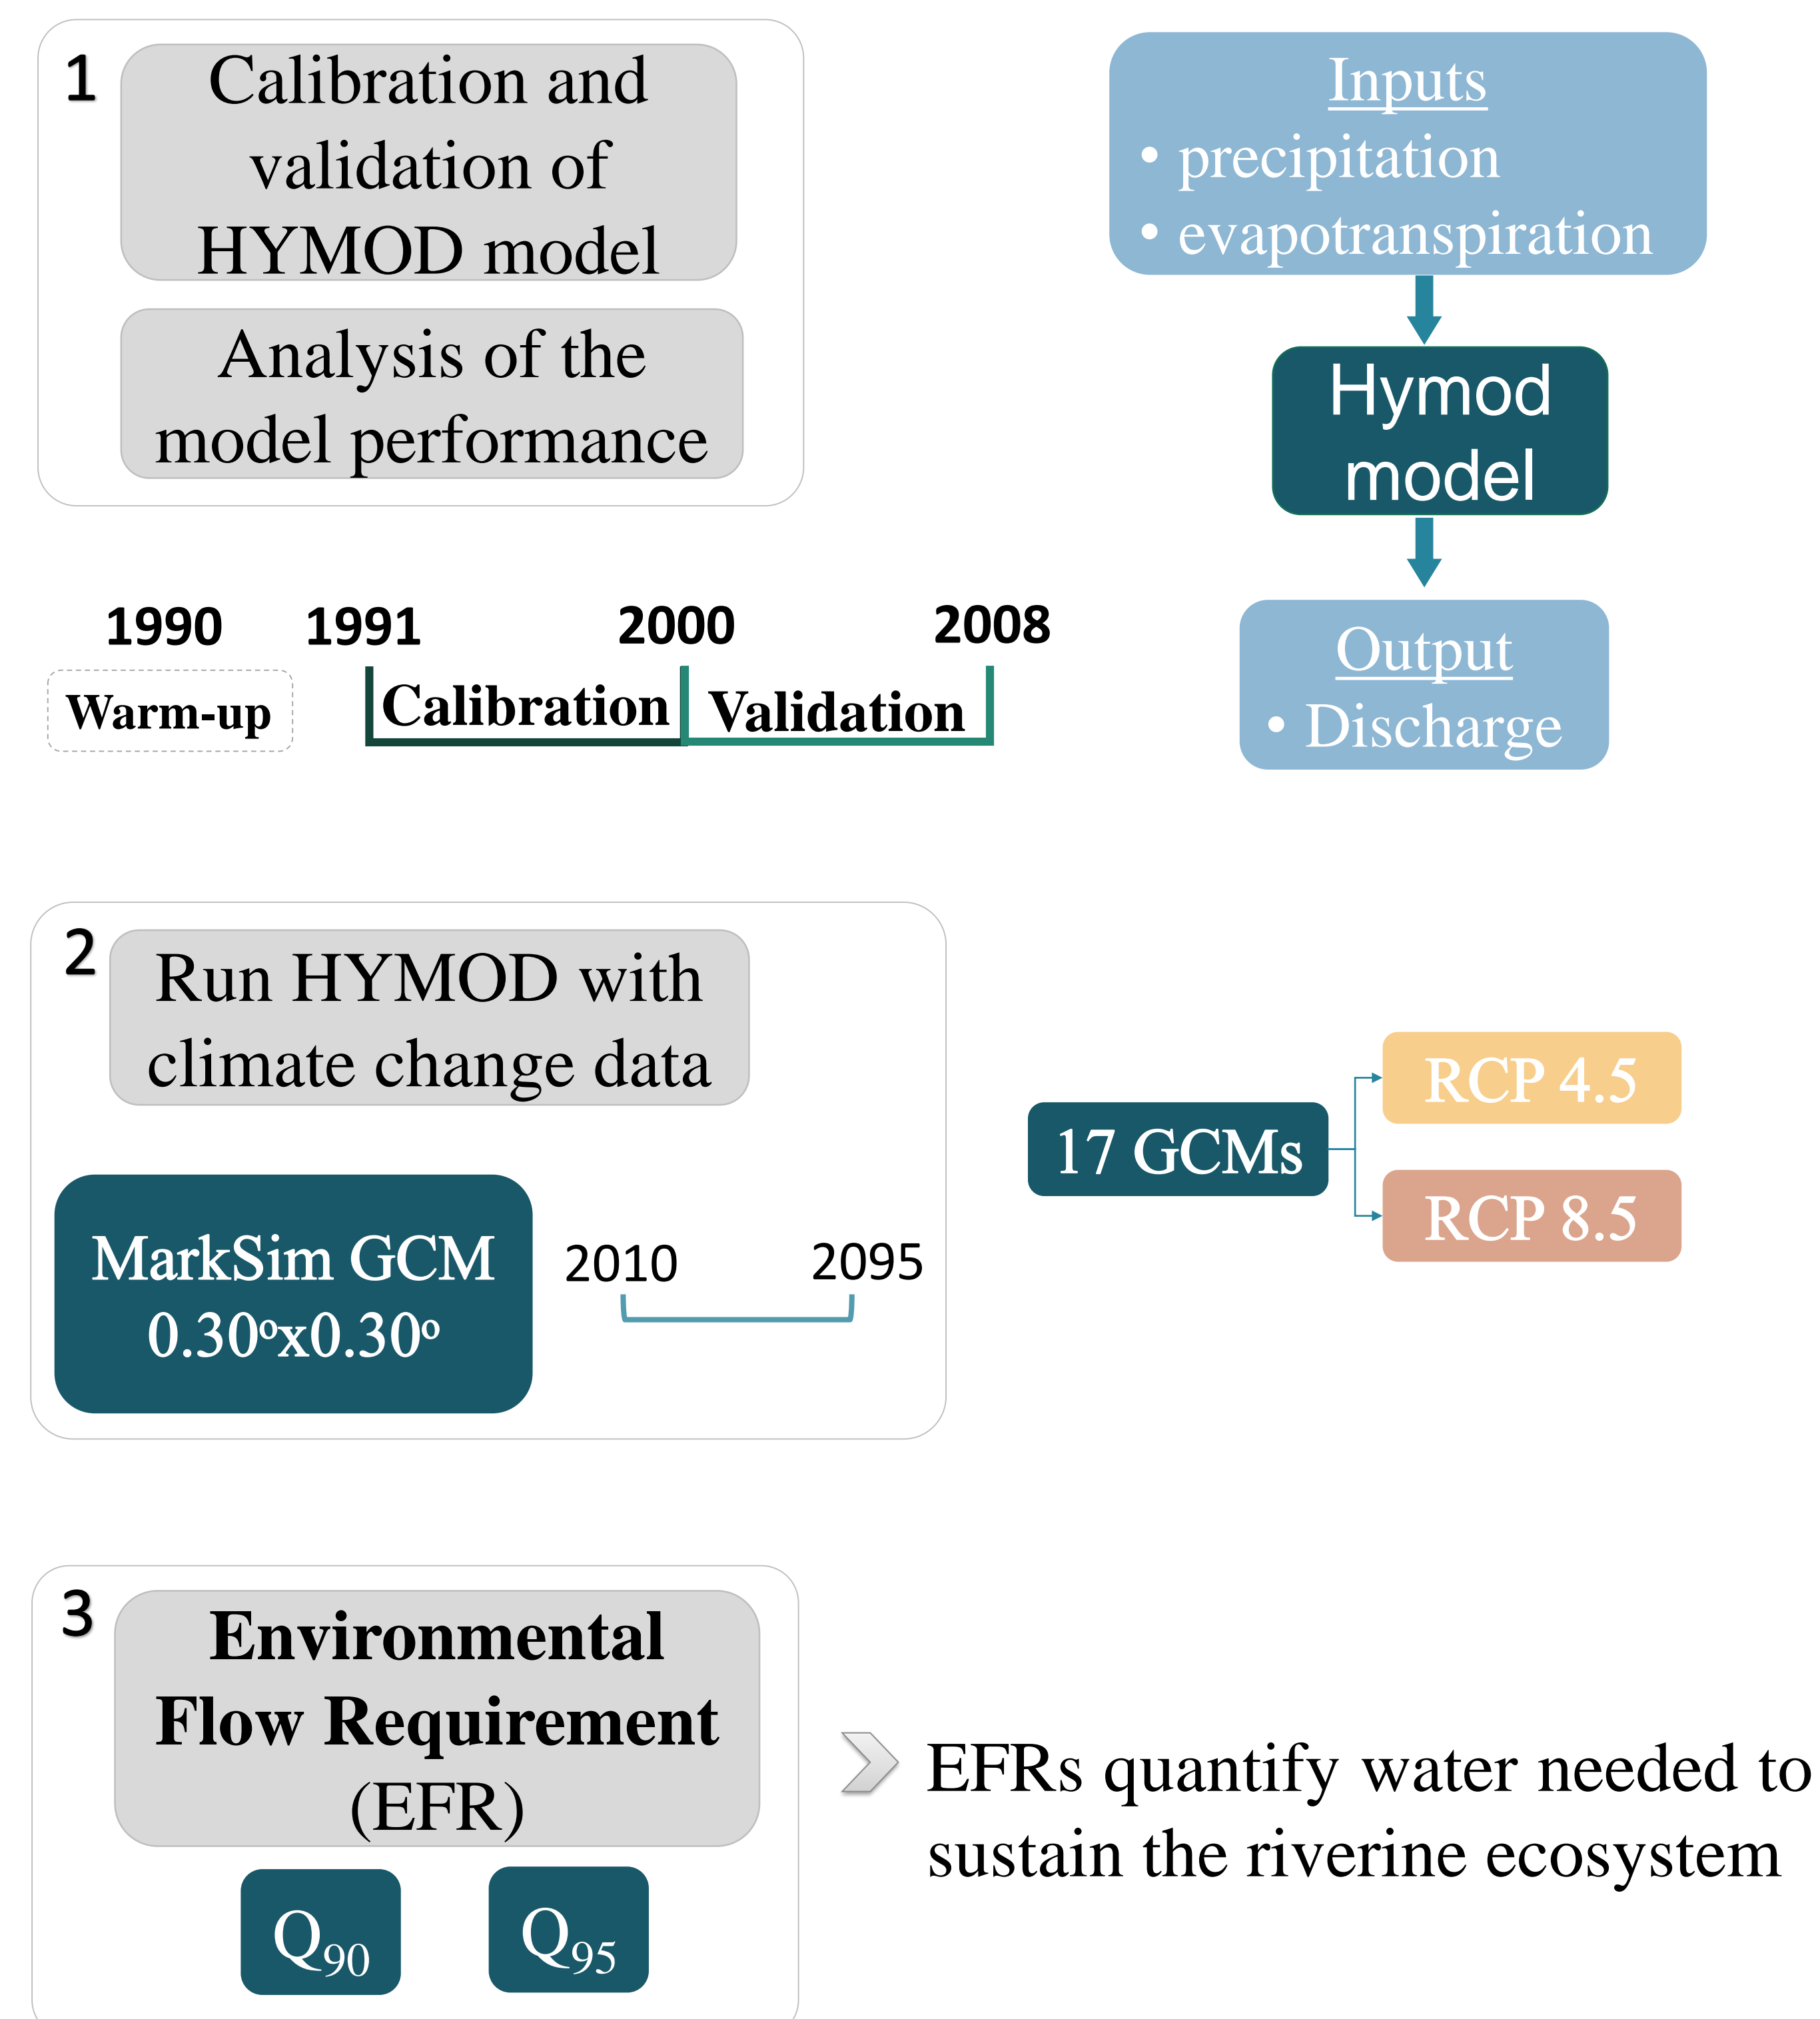 1
Calibration and
validation of
HYMOD model
Analysis of the
model performance
Inputs
• precipitation
• evapotranspiration
Hymod
model
Output
• Discharge
1990 1991 2000 2008
Warm-up Calibration Validation
2
Run HYMOD with
climate change data
MarkSim GCM
0.30ºx0.30º
2010 2095
17 GCMs
RCP 4.5
RCP 8.5
3
Environmental
Flow Requirement
(EFR)
Q90 Q95
EFRs quantify water needed to
sustain the riverine ecosystem